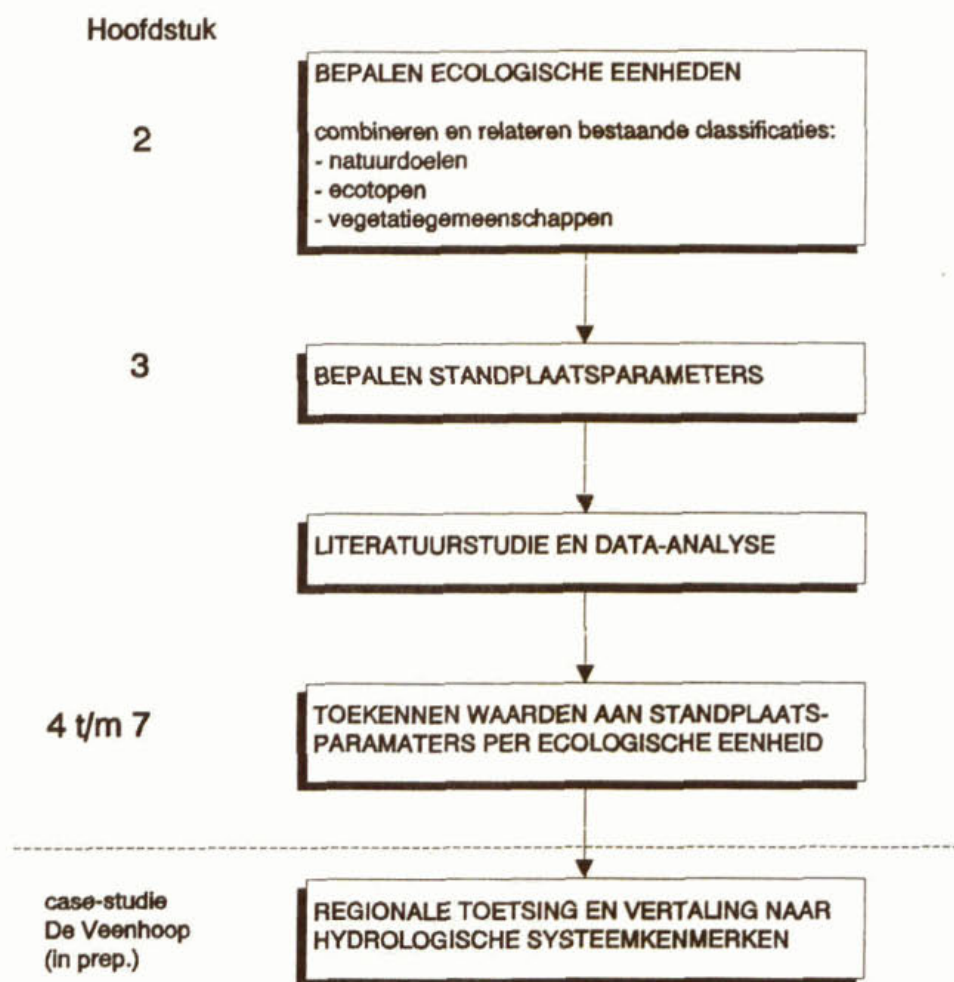 Hoofdstuk
BEPALEN ECOLOGISCHE EENHEDEN
2
combineren en relateren bestaande classificaties:
- natuurdoelen
- ecotopen
- vegetatiegemeenschappen
3
BEPALEN STANDPLAATSPARAMETERS
LITERATUURSTUDIE EN DATA-ANALYSE
4 t/m 7
TOEKENNEN WAARDEN AAN STANDPLAATS-
PARAMATERS PER ECOLOGISCHE EENHEID
case-studie
De Veenhoop
(in prep.)
REGIONALE TOETSING EN VERTALING NAAR
HYDROLOGISCHE SYSTEEMKENMERKEN